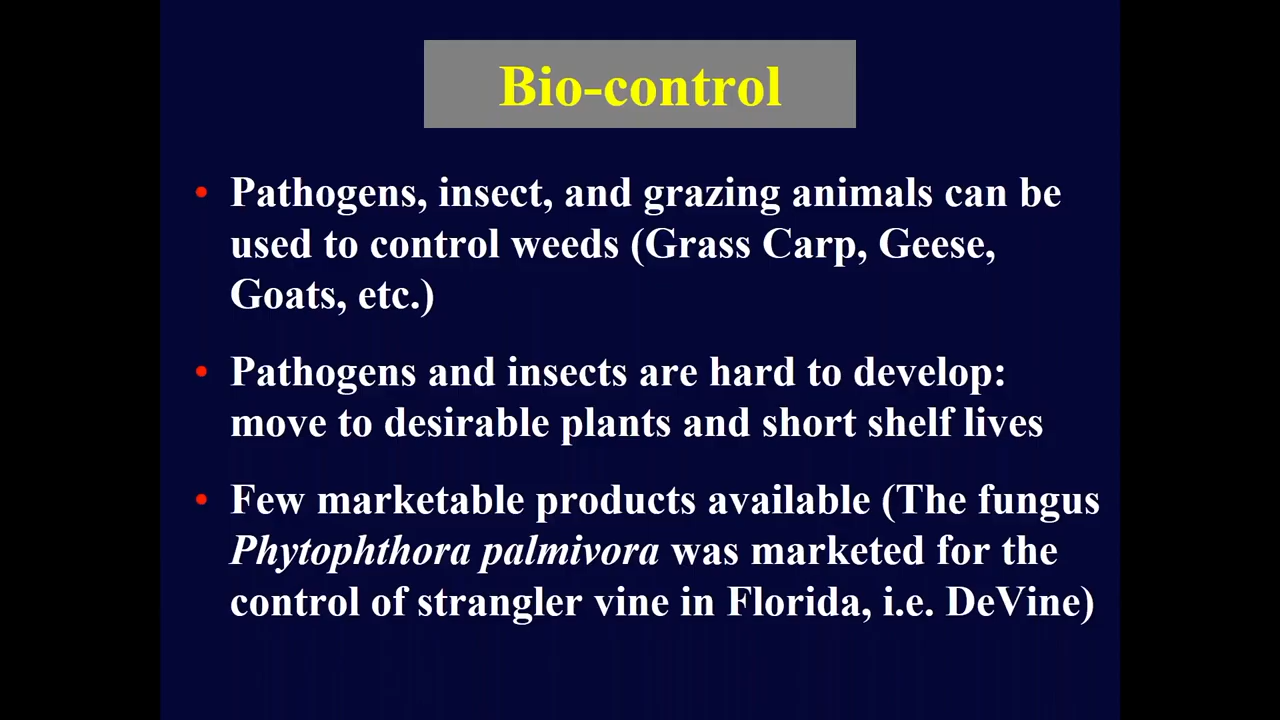 Bio-control
• Pathogens, insect, and grazing animals can be
used to control weeds (Grass Carp, Geese,
Goats, etc.)
• Pathogens and insects are hard to develop:
move to desirable plants and short shelf lives
• Few marketable products available (The fungus
Phytophthora palmivora was marketed for the
control of strangler vine in Florida, i.e. DeVine)